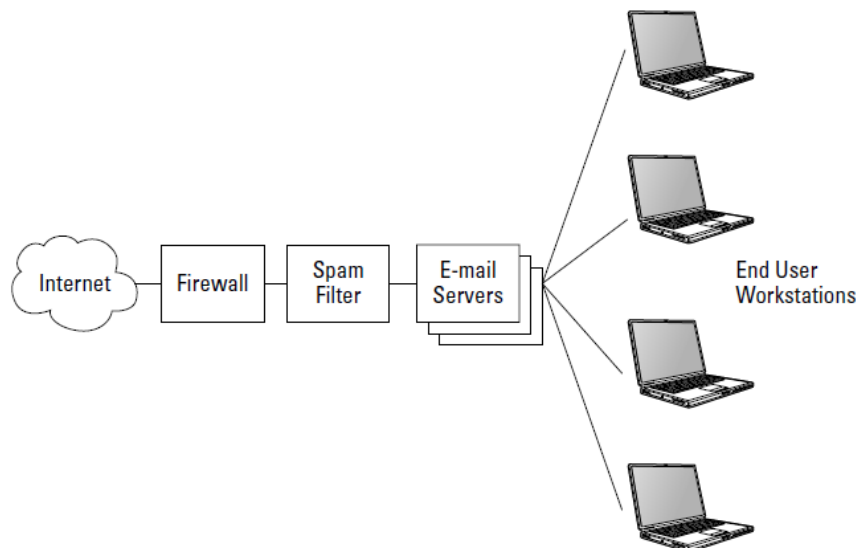 Internet
Firewall
Spam
Filter
E-mail
Servers
End User
Workstations